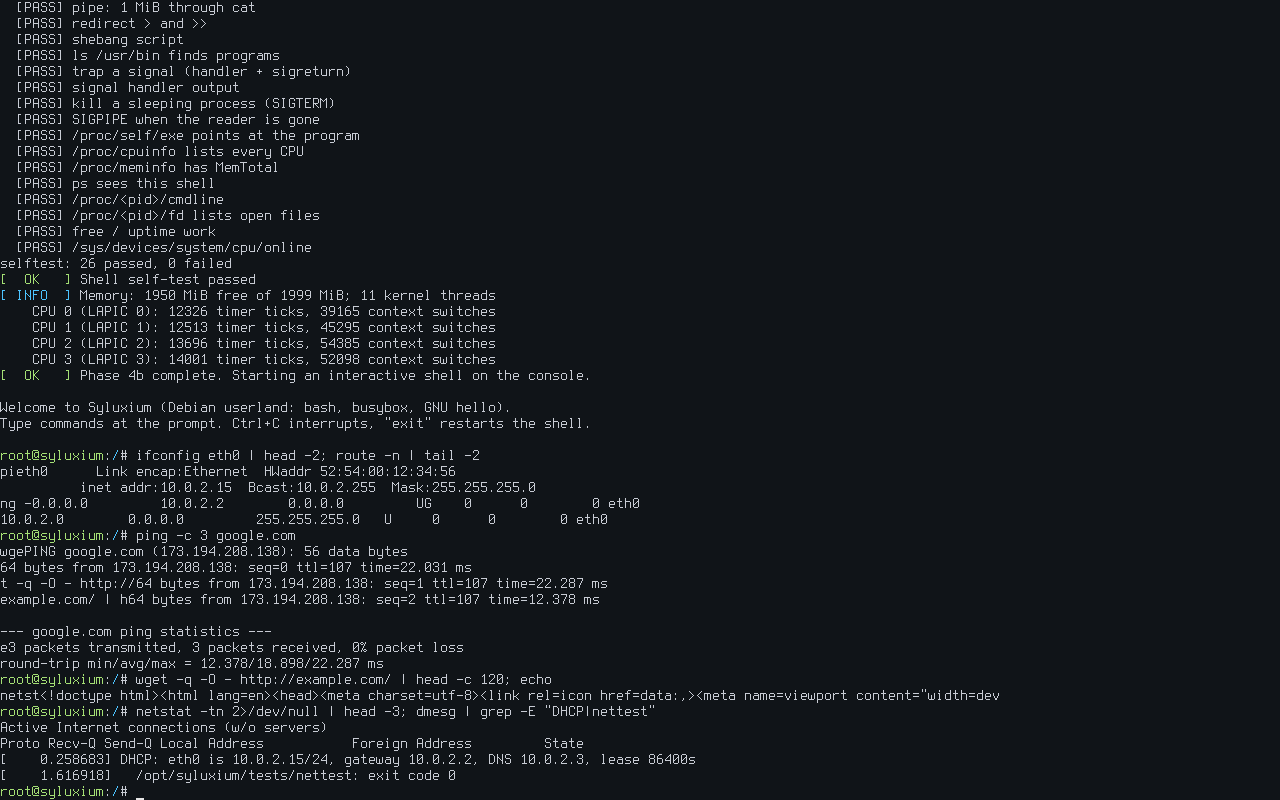 [PASS] pipe: 1 MiB through cat
[PASS] redirect > and >>
[PASS] shebang script
[PASS] ls /usr/bin finds programs
[PASS] trap a signal (handler + sigreturn)
[PASS] signal handler output
[PASS] kill a sleeping process (SIGTERM)
[PASS] SIGPIPE when the reader is gone
[PASS] /proc/self/exe points at the program
[PASS] /proc/cpuinfo lists every CPU
[PASS] /proc/meminfo has MemTotal
[PASS] ps sees this shell
[PASS] /proc/<pid>/cmdline
[PASS] /proc/<pid>/fd lists open files
[PASS] free / uptime work
[PASS] /sys/devices/system/cpu/online
selftest: 26 passed, 0 failed
[  OK   ] Shell self-test passed
[ INFO  ] Memory: 1950 MiB free of 1999 MiB; 11 kernel threads
    CPU 0 (LAPIC 0): 12326 timer ticks, 39165 context switches
    CPU 1 (LAPIC 1): 12513 timer ticks, 45295 context switches
    CPU 2 (LAPIC 2): 13696 timer ticks, 54385 context switches
    CPU 3 (LAPIC 3): 14001 timer ticks, 52098 context switches
[  OK   ] Phase 4b complete. Starting an interactive shell on the console.
Welcome to Syluxium (Debian userland: bash, busybox, GNU hello).
Type commands at the prompt. Ctrl+C interrupts, "exit" restarts the shell.
root@syluxium:/# ifconfig eth0 | head -2; route -n | tail -2
pieth0      Link encap:Ethernet  HWaddr 52:54:00:12:34:56
          inet addr:10.0.2.15  Bcast:10.0.2.255  Mask:255.255.255.0
ng -0.0.0.0         10.0.2.2        0.0.0.0         UG    0      0        0 eth0
10.0.2.0        0.0.0.0         255.255.255.0   U     0      0        0 eth0
root@syluxium:/# ping -c 3 google.com
wgePING google.com (173.194.208.138): 56 data bytes
64 bytes from 173.194.208.138: seq=0 ttl=107 time=22.031 ms
t -q -O - http://64 bytes from 173.194.208.138: seq=1 ttl=107 time=22.287 ms
example.com/ | h64 bytes from 173.194.208.138: seq=2 ttl=107 time=12.378 ms
--- google.com ping statistics ---
e3 packets transmitted, 3 packets received, 0% packet loss
round-trip min/avg/max = 12.378/18.898/22.287 ms
root@syluxium:/# wget -q -O - http://example.com/ | head -c 120; echo
netst<!doctype html><html lang=en><head><meta charset=utf-8><link rel=icon href=data:,><meta name=viewport content="width=dev
root@syluxium:/# netstat -tn 2>/dev/null | head -3; dmesg | grep -E "DHCP|nettest"
Active Internet connections (w/o servers)
Proto Recv-Q Send-Q Local Address           Foreign Address         State
[    0.258683] DHCP: eth0 is 10.0.2.15/24, gateway 10.0.2.2, DNS 10.0.2.3, lease 86400s
[    1.616918]   /opt/syluxium/tests/nettest: exit code 0
root@syluxium:/#